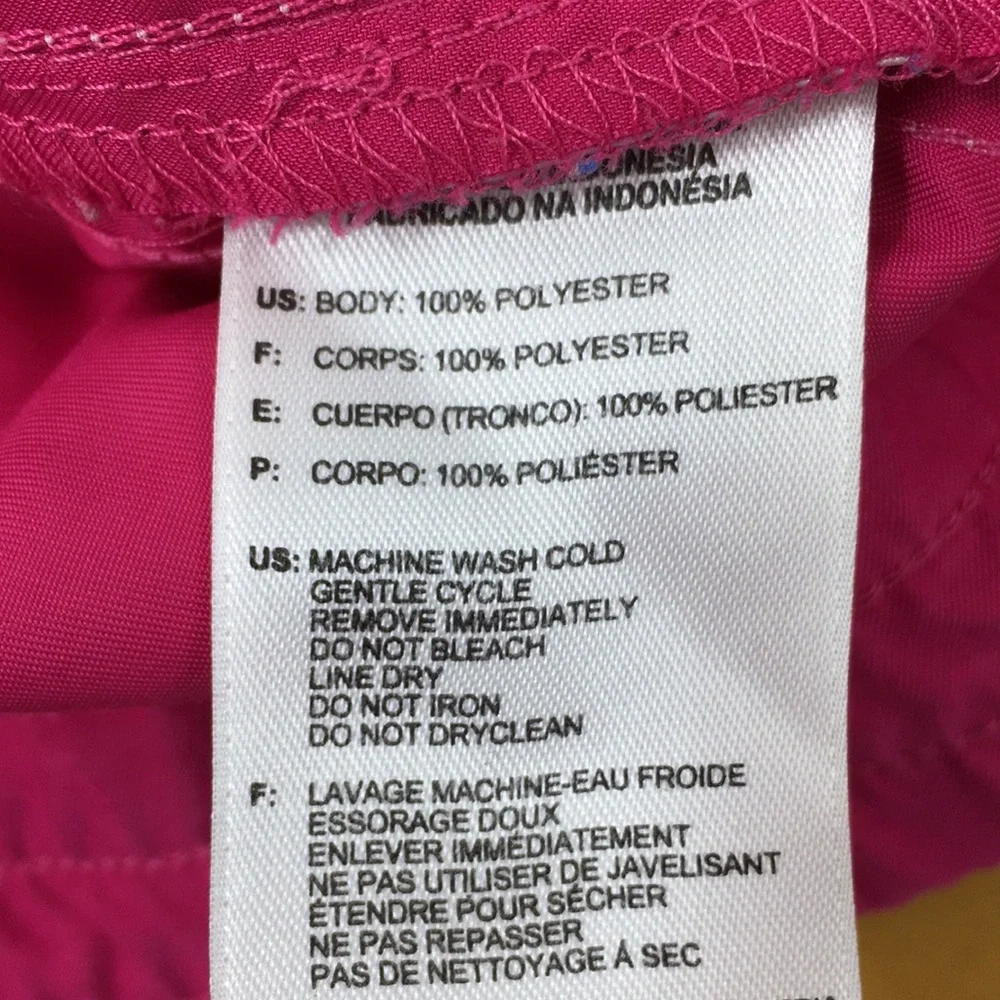 INDONESIA
FABRICADO NA INDONÉSIA
US: BODY: 100% POLYESTER
F: CORPS: 100% POLYESTER
E: CUERPO (TRONCO): 100% POLIESTER
P: CORPO: 100% POLIÉSTER
US: MACHINE WASH COLD
GENTLE CYCLE
REMOVE IMMEDIATELY
DO NOT BLEACH
LINE DRY
DO NOT IRON
DO NOT DRYCLEAN
F: LAVAGE MACHINE-EAU FROIDE
ESSORAGE DOUX
ENLEVER IMMÉDIATEMENT
NE PAS UTILISER DE JAVELISANT
ÉTENDRE POUR SÉCHER
NE PAS REPASSER
PAS DE NETTOYAGE Á SEC